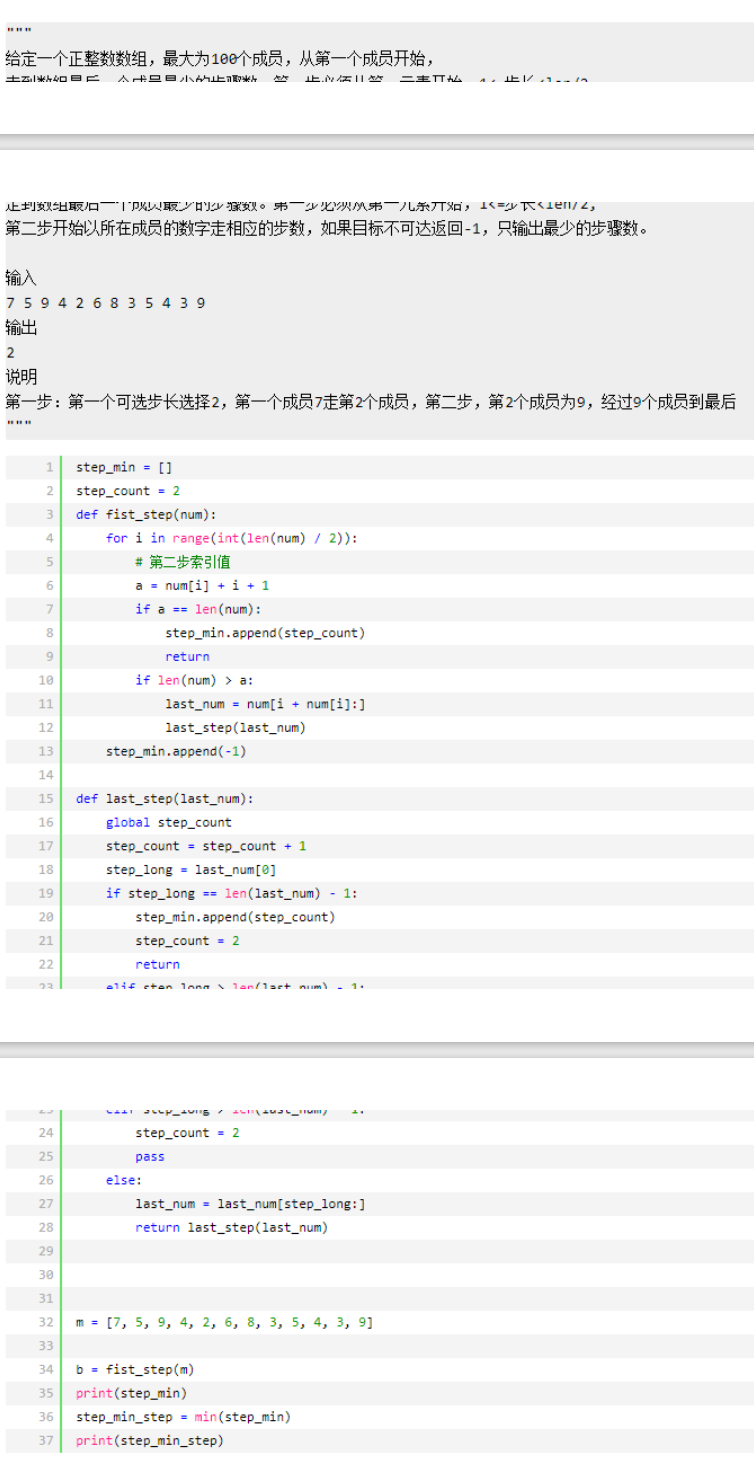 """
给定一个正整数数组，最大为100个成员，从第一个成员开始，
走到数组最后一个成员最少的步骤数。第一步必须从第一元素开始，1<=步长<len/2,
第二步开始以所在成员的数字走相应的步数，如果目标不可达返回-1，只输出最少的步骤数。
输入
7 5 9 4 2 6 8 3 5 4 3 9
输出
2
说明
第一步：第一个可选步长选择2，第一个成员7走第2个成员，第二步，第2个成员为9，经过9个成员到最后
"""
1 step_min = []
2 step_count = 2
3 def fist_step(num):
4 for i in range(int(len(num) / 2)):
5 # 第二步索引值
6 a = num[i] + i + 1
7 if a == len(num):
8 step_min.append(step_count)
9 return
10 if len(num) > a:
11 last_num = num[i + num[i]:]
12 last_step(last_num)
13 step_min.append(-1)
14
15 def last_step(last_num):
16 global step_count
17 step_count = step_count + 1
18 step_long = last_num[0]
19 if step_long == len(last_num) - 1:
20 step_min.append(step_count)
21 step_count = 2
22 return
23 elif step_long > len(last_num) - 1:
24 step_count = 2
25 pass
26 else:
27 last_num = last_num[step_long:]
28 return last_step(last_num)
29
30
31
32 m = [7, 5, 9, 4, 2, 6, 8, 3, 5, 4, 3, 9]
33
34 b = fist_step(m)
35 print(step_min)
36 step_min_step = min(step_min)
37 print(step_min_step)